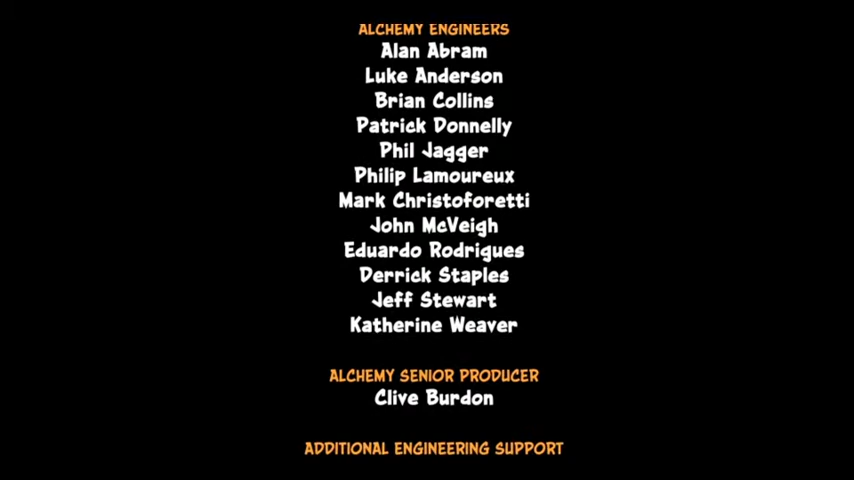 ALCHEMY ENGINEERS
Alan Abram
Luke Anderson
Brian Collins
Patrick Donnelly
Phil Jagger
Philip Lamoureux
Mark Christoforetti
John McVeigh
Eduardo Rodrigues
Derrick Staples
Jeff Stewart
Katherine Weaver
ALCHEMY SENIOR PRODUCER
Clive Burdon
ADDITIONAL ENGINEERING SUPPORT